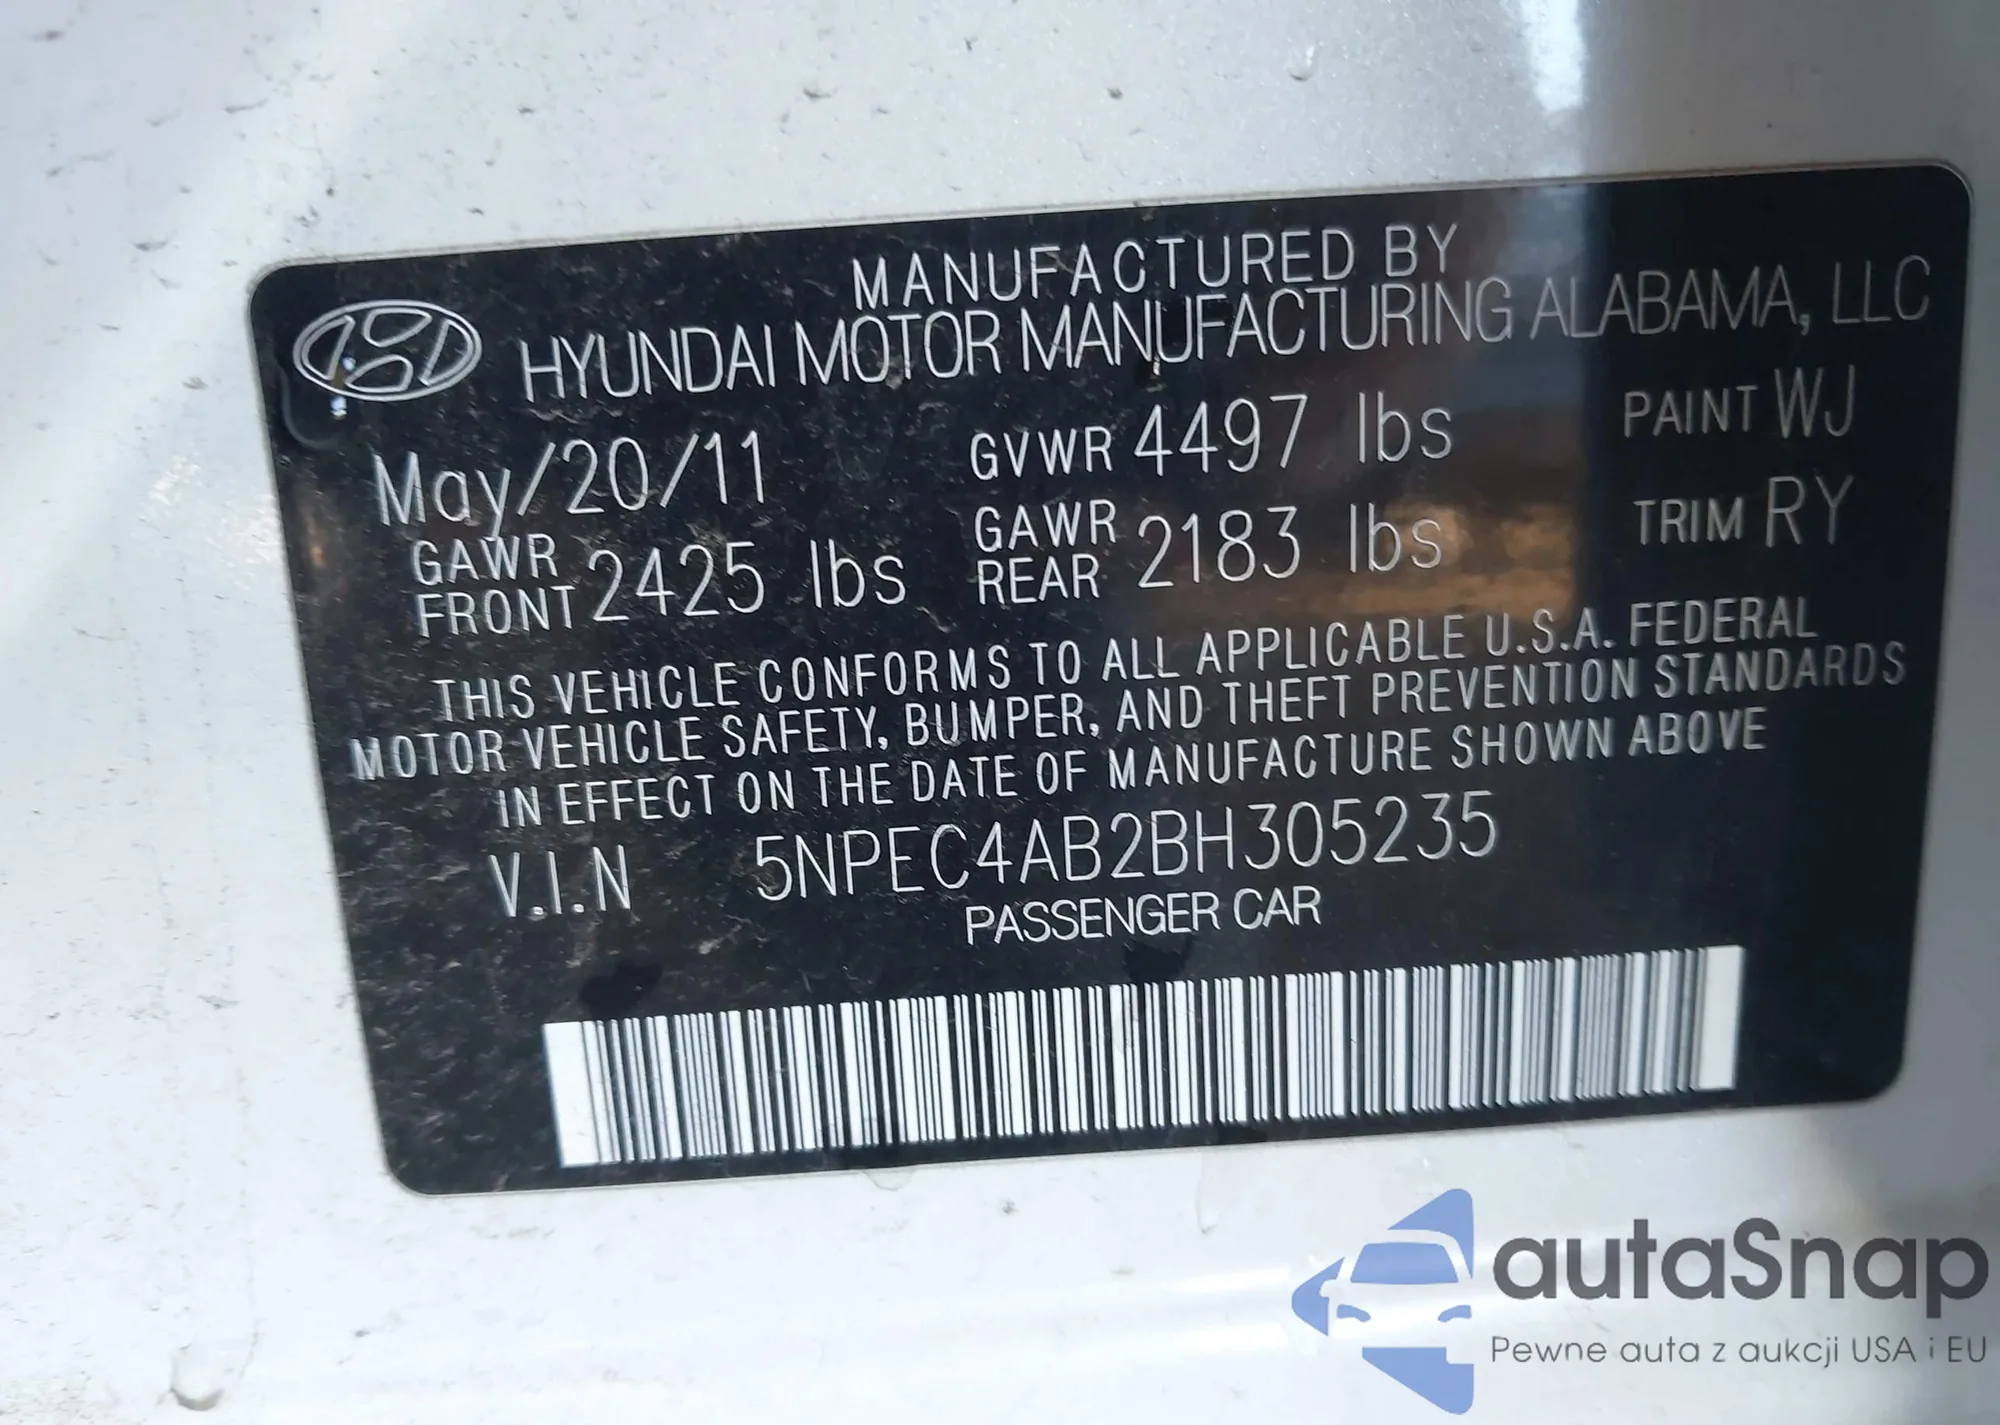 MANUFACTURED BY
HYUNDAI MOTOR MANUFACTURING ALABAMA, LLC
May/20/11 GVWR 4497 lbs PAINT WJ
GAWR FRONT 2425 lbs GAWR REAR 2183 lbs TRIM RY
THIS VEHICLE CONFORMS TO ALL APPLICABLE U.S.A. FEDERAL
MOTOR VEHICLE SAFETY, BUMPER, AND THEFT PREVENTION STANDARDS
IN EFFECT ON THE DATE OF MANUFACTURE SHOWN ABOVE
V.I.N 5NPEC4AB2BH305235
PASSENGER CAR
autaSnap
Pewne auta z aukcji USA i EU